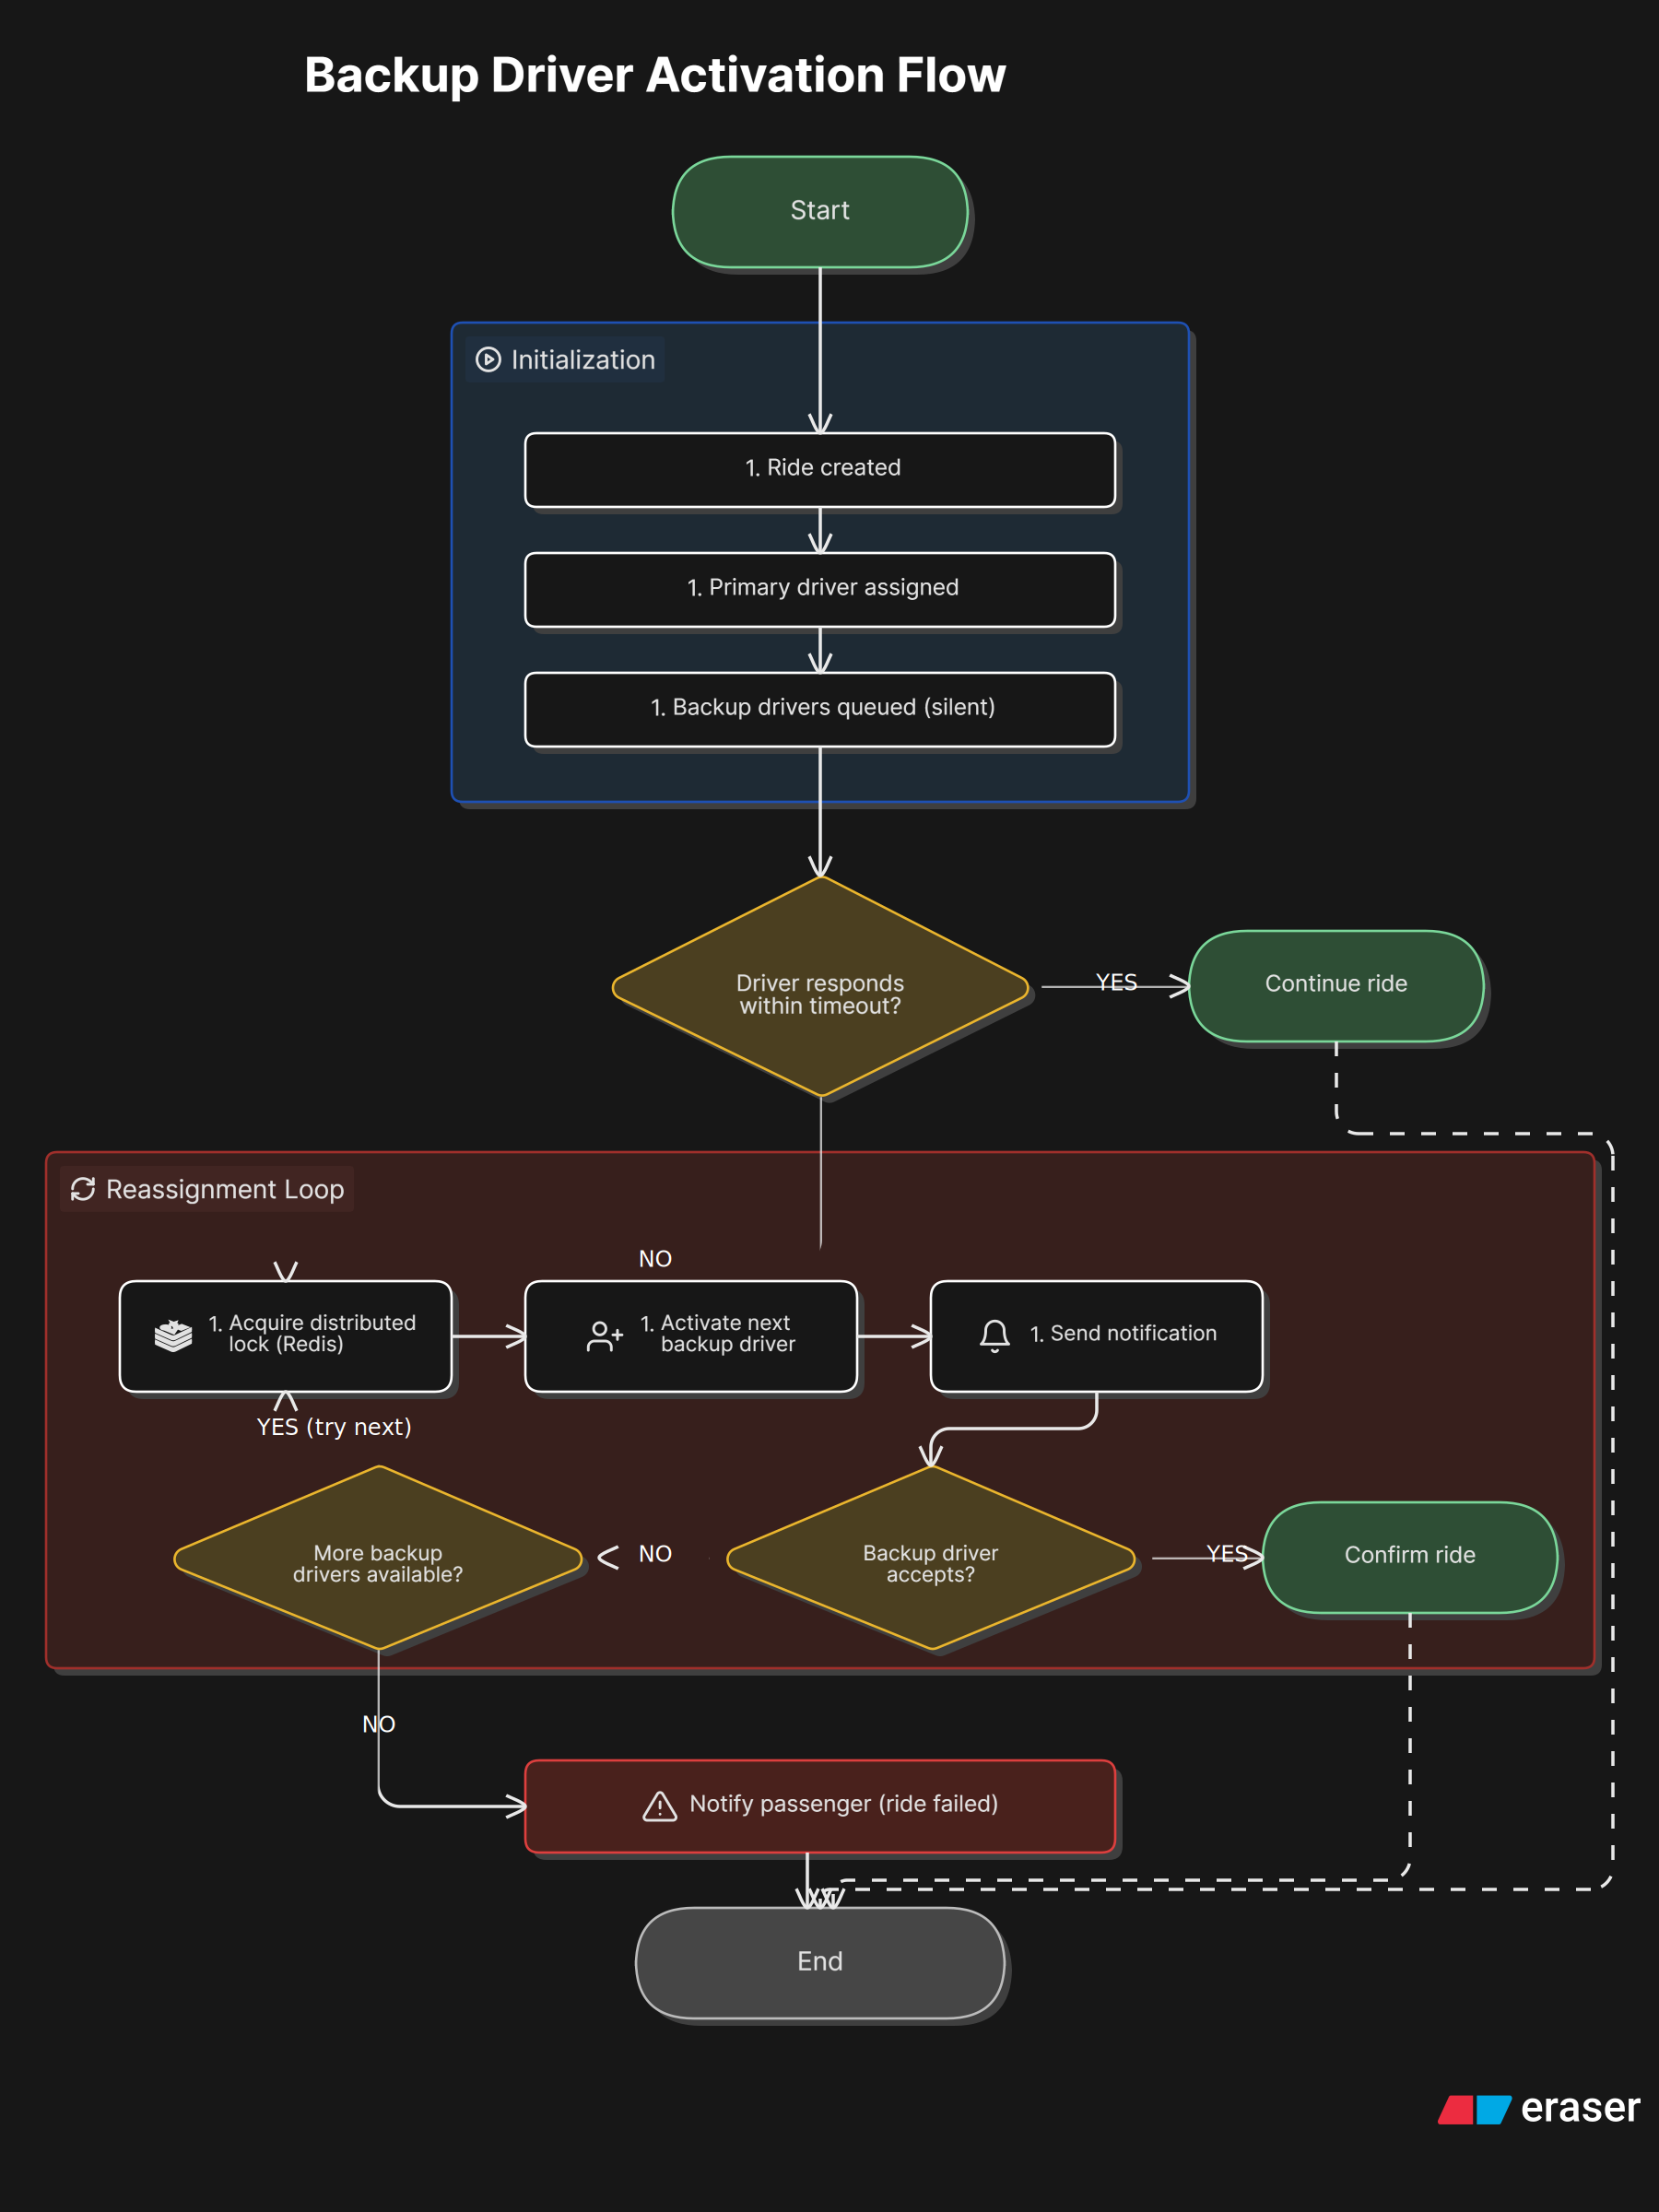 Backup Driver Activation Flow
Start
Initialization
1. Ride created
1. Primary driver assigned
1. Backup drivers queued (silent)
Driver responds
within timeout?
YES
Continue ride
Reassignment Loop
NO
1. Acquire distributed
lock (Redis)
1. Activate next
backup driver
1. Send notification
YES (try next)
More backup
drivers available?
NO
Backup driver
accepts?
YES
Confirm ride
NO
Notify passenger (ride failed)
End
eraser